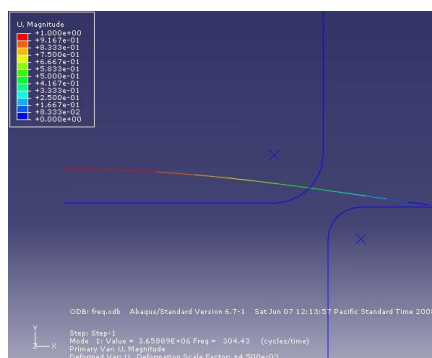 U, Magnitude
+1.000e+00
+9.167e-01
+8.333e-01
+7.500e-01
+6.667e-01
+5.833e-01
+5.000e-01
+4.167e-01
+3.333e-01
+2.500e-01
+1.667e-01
+8.333e-02
+0.000e+00
ODB: freq.odb Abaqus/Standard Version 6.7-1 Sat Jun 07 12:13:57 Pacific Standard Time 200
Y
Z X
Step: Step-1
Mode 1: Value = 3.65889E+06 Freq = 304.43 (cycles/time)
Primary Var: U, Magnitude
Deformed Var: U Deformation Scale Factor: +4.500e-03